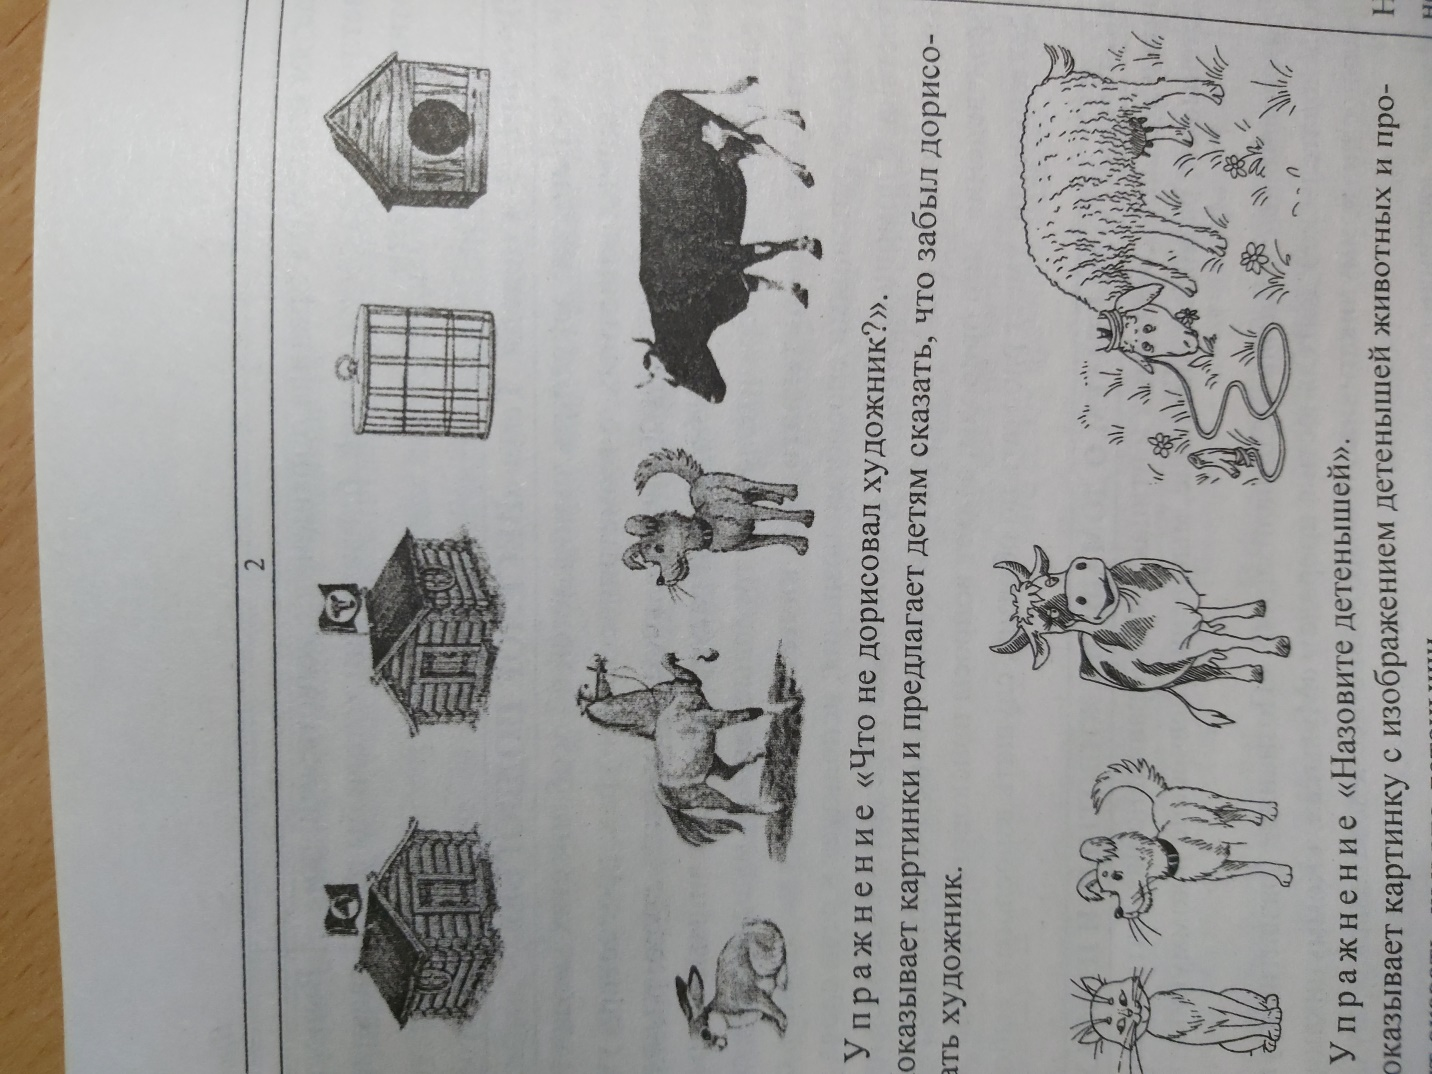 2
Упражнение «Что не дорисовал художник?».
оказывает картинки и предлагает детям сказать, что забыл дорисо-
ать художник.
Упражнение «Назовите детенышей».
оказывает картинку с изображением детенышей животных и про-